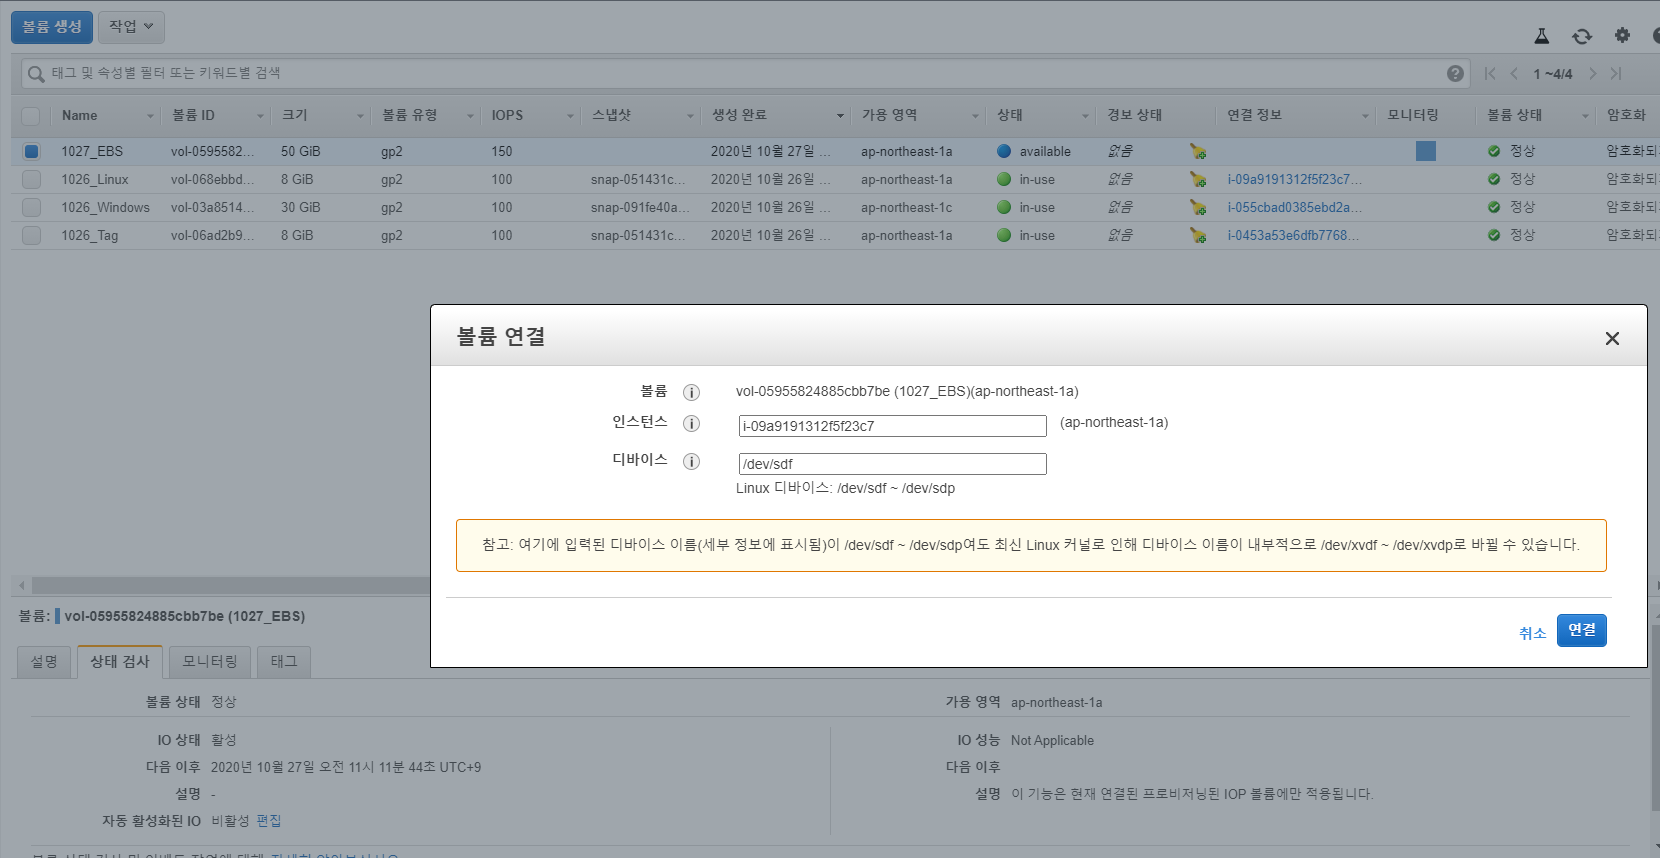 볼륨 생성 작업
태그 및 속성별 필터 또는 키워드별 검색 1 ~4/4
Name 볼륨 ID 크기 볼륨 유형 IOPS 스냅샷 생성 완료 가용 영역 상태 경보 상태 연결 정보 모니터링 볼륨 상태 암호화
1027_EBS vol-0595582... 50 GiB gp2 150 2020년 10월 27일 ... ap-northeast-1a available 없음 정상 암호화되
1026_Linux vol-068ebbd... 8 GiB gp2 100 snap-051431c... 2020년 10월 26일 ... ap-northeast-1a in-use 없음 i-09a9191312f5f23c7... 정상 암호화되
1026_Windows vol-03a8514... 30 GiB gp2 100 snap-091fe40a... 2020년 10월 26일 ... ap-northeast-1c in-use 없음 i-055cbad0385ebd2a... 정상 암호화되
1026_Tag vol-06ad2b9... 8 GiB gp2 100 snap-051431c... 2020년 10월 26일 ... ap-northeast-1a in-use 없음 i-0453a53e6dfb7768... 정상 암호화되
볼륨 연결
볼륨 vol-05955824885cbb7be (1027_EBS)(ap-northeast-1a)
인스턴스 i-09a9191312f5f23c7 (ap-northeast-1a)
디바이스 /dev/sdf
Linux 디바이스: /dev/sdf ~ /dev/sdp
참고: 여기에 입력된 디바이스 이름(세부 정보에 표시됨)이 /dev/sdf ~ /dev/sdp여도 최신 Linux 커널로 인해 디바이스 이름이 내부적으로 /dev/xvdf ~ /dev/xvdp로 바뀔 수 있습니다.
취소 연결
볼륨: vol-05955824885cbb7be (1027_EBS)
설명 상태 검사 모니터링 태그
볼륨 상태 정상 가용 영역 ap-northeast-1a
IO 상태 활성 IO 성능 Not Applicable
다음 이후 2020년 10월 27일 오전 11시 11분 44초 UTC+9 다음 이후
설명 - 설명 이 기능은 현재 연결된 프로비저닝된 IOP 볼륨에만 적용됩니다.
자동 활성화된 IO 비활성 편집